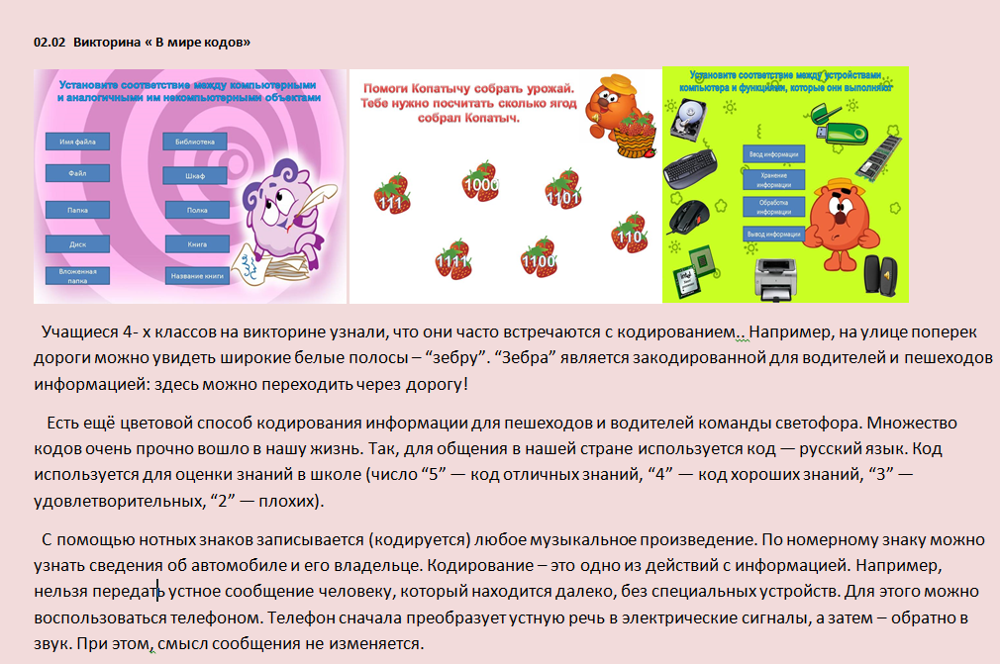 02.02 Викторина « В мире кодов»
Установите соответствие между компьютерными
и аналогичными им некомпьютерными объектами
Имя файла
Библиотека
Файл
Шкаф
Папка
Полка
Диск
Книга
Вложенная
папка
Название книги
Помоги Копатычу собрать урожай.
Тебе нужно посчитать сколько ягод
собрал Копатыч.
111
1000
1101
1111
1100
110
Установите соответствие между устройствами
компьютера и функциями, которые они выполняют
Ввод информации
Хранение
информации
Обработка
информации
Вывод информации
intel
Учащиеся 4- х классов на викторине узнали, что они часто встречаются с кодированием.. Например, на улице поперек
дороги можно увидеть широкие белые полосы – “зебру”. “Зебра” является закодированной для водителей и пешеходов
информацией: здесь можно переходить через дорогу!
Есть ещё цветовой способ кодирования информации для пешеходов и водителей команды светофора. Множество
кодов очень прочно вошло в нашу жизнь. Так, для общения в нашей стране используется код — русский язык. Код
используется для оценки знаний в школе (число “5” — код отличных знаний, “4” — код хороших знаний, “3” —
удовлетворительных, “2” — плохих).
С помощью нотных знаков записывается (кодируется) любое музыкальное произведение. По номерному знаку можно
узнать сведения об автомобиле и его владельце. Кодирование – это одно из действий с информацией. Например,
нельзя передать устное сообщение человеку, который находится далеко, без специальных устройств. Для этого можно
воспользоваться телефоном. Телефон сначала преобразует устную речь в электрические сигналы, а затем – обратно в
звук. При этом, смысл сообщения не изменяется.